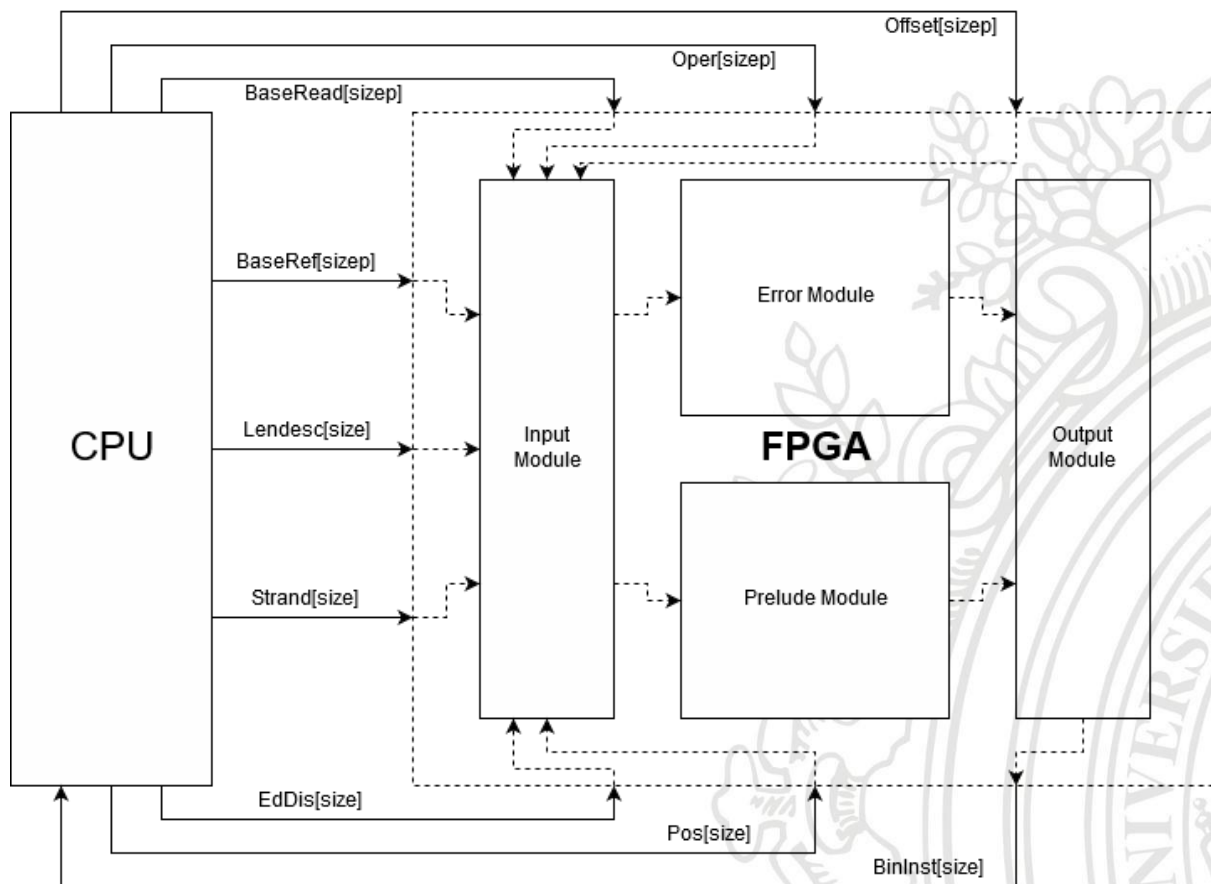 Offset[sizep]
Oper[sizep]
BaseRead[sizep]
BaseRef[sizep]
Error Module
CPU
Lendesc[size]
Input
Module
FPGA
Output
Module
Strand[size]
Prelude Module
EdDis[size]
Pos[size]
BinInst[size]
UNIVERSI